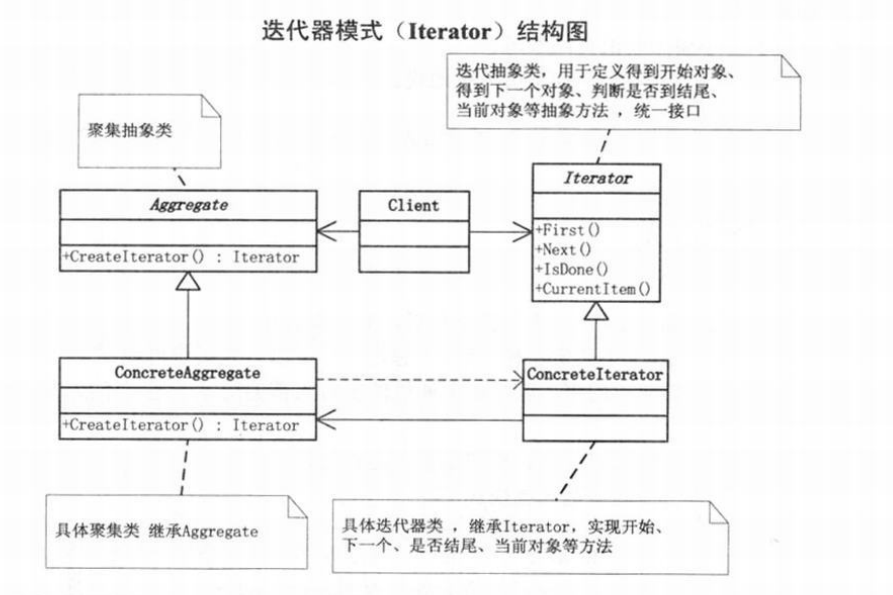 迭代器模式（Iterator）结构图
迭代抽象类，用于定义得到开始对象、
得到下一个对象、判断是否到结尾、
当前对象等抽象方法 ，统一接口
聚集抽象类
Aggregate
+CreateIterator() : Iterator
Client
Iterator
+First()
+Next()
+IsDone()
+CurrentItem()
ConcreteAggregate
+CreateIterator() : Iterator
ConcreteIterator
具体聚集类 继承Aggregate
具体迭代器类 ，继承Iterator，实现开始、
下一个、是否结尾、当前对象等方法